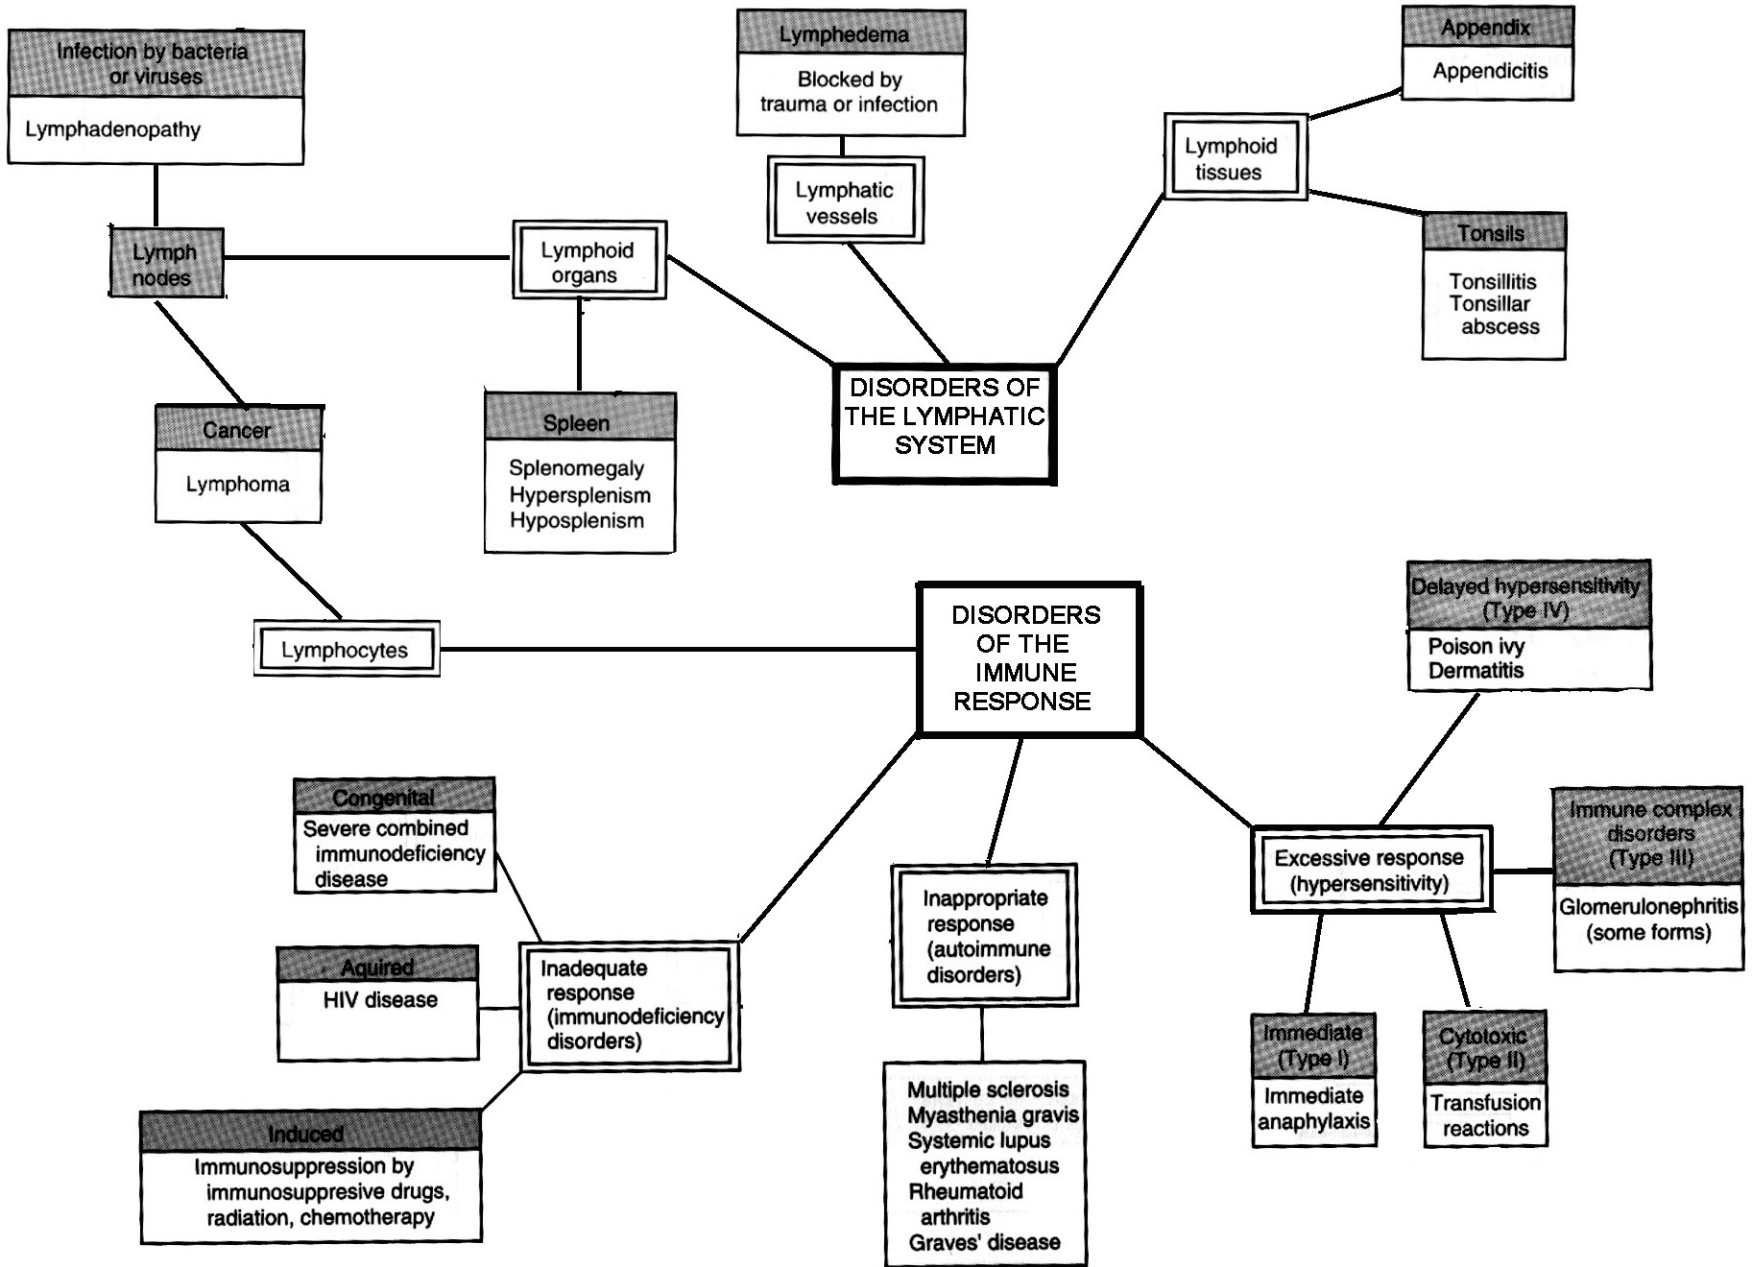 Infection by bacteria
or viruses
Lymphadenopathy
Lymphedema
Blocked by
trauma or infection
Appendix
Appendicitis
Lymphoid
tissues
Lymphatic
vessels
Tonsils
Tonsillitis
Tonsillar
abscess
Lymph
nodes
Lymphoid
organs
DISORDERS OF
THE LYMPHATIC
SYSTEM
Cancer
Lymphoma
Spleen
Splenomegaly
Hypersplenism
Hyposplenism
Lymphocytes
DISORDERS
OF THE
IMMUNE
RESPONSE
Delayed hypersensitivity
(Type IV)
Poison ivy
Dermatitis
Congenital
Severe combined
immunodeficiency
disease
Aquired
HIV disease
Induced
Immunosuppression by
immunosuppresive drugs,
radiation, chemotherapy
Inadequate
response
(immunodeficiency
disorders)
Inappropriate
response
(autoimmune
disorders)
Multiple sclerosis
Myasthenia gravis
Systemic lupus
erythematosus
Rheumatoid
arthritis
Graves' disease
Excessive response
(hypersensitivity)
Immune complex
disorders
(Type III)
Glomerulonephritis
(some forms)
Immediate
(Type I)
Immediate
anaphylaxis
Cytotoxic
(Type II)
Transfusion
reactions